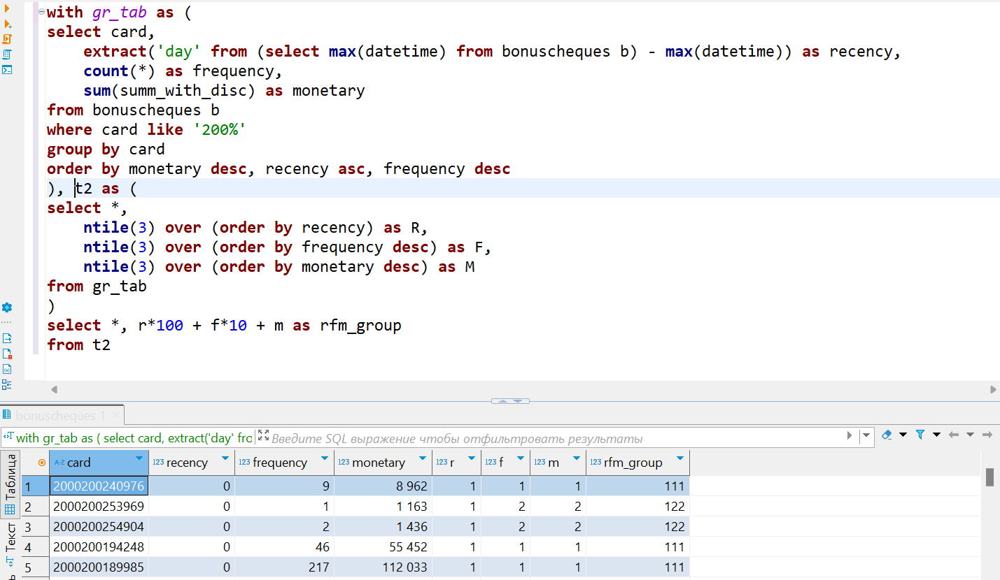 with gr_tab as (
select card,
extract('day' from (select max(datetime) from bonuscheques b) - max(datetime)) as recency,
count(*) as frequency,
sum(summ_with_disc) as monetary
from bonuscheques b
where card like '200%'
group by card
order by monetary desc, recency asc, frequency desc
), t2 as (
select *,
ntile(3) over (order by recency) as R,
ntile(3) over (order by frequency desc) as F,
ntile(3) over (order by monetary desc) as M
from gr_tab
)
select *, r*100 + f*10 + m as rfm_group
from t2
bonuscheques 1
with gr_tab as ( select card, extract('day' fro Введите SQL выражение чтобы отфильтровать результаты
Таблица
Текст
A-Z card 123 recency 123 frequency 123 monetary 123 r 123 f 123 m 123 rfm_group
1 2000200240976 0 9 8 962 1 1 1 111
2 2000200253969 0 1 1 163 1 2 2 122
3 2000200254904 0 2 1 436 1 2 2 122
4 2000200194248 0 46 55 452 1 1 1 111
5 2000200189985 0 217 112 033 1 1 1 111